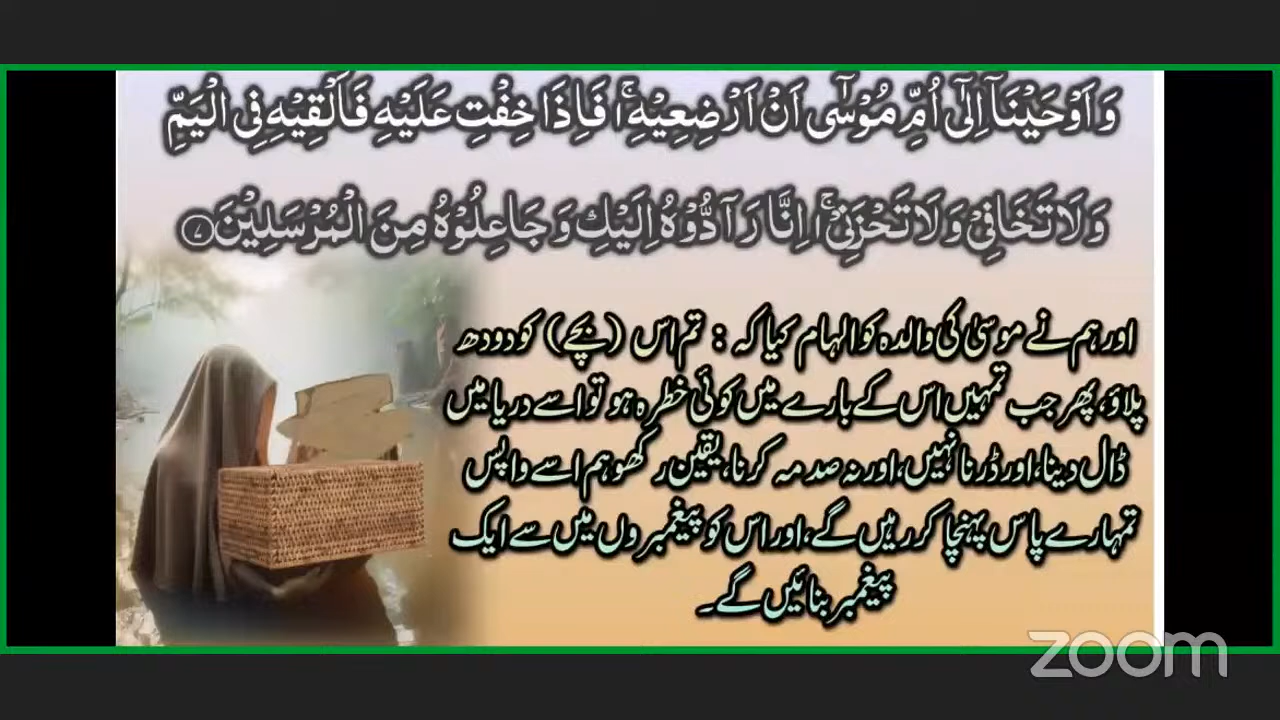 وَ اَوْحَیْنَاۤ اِلٰۤی اُمِّ مُوْسٰۤی اَنْ اَرْضِعِیْهِ ۚ فَاِذَا خِفْتِ عَلَیْهِ فَاَلْقِیْهِ فِی الْیَمِّ
وَ لَا تَخَافِیْ وَ لَا تَحْزَنِیْ ۚ اِنَّا رَآدُّوْهُ اِلَیْكِ وَ جَاعِلُوْهُ مِنَ الْمُرْسَلِیْنَ ۷
اور ہم نے موسیٰ کی والدہ کو الہام کیا کہ : تم اس (بچے) کو دودھ
پلاؤ، پھر جب تمہیں اس کے بارے میں کوئی خطرہ ہو تو اسے دریا میں
ڈال دینا، اور ڈرنا نہیں، اور نہ صدمہ کرنا، یقین رکھو ہم اسے واپس
تمہارے پاس پہنچا کر رہیں گے، اور اس کو پیغمبروں میں سے ایک
پیغمبر بنائیں گے۔
zoom